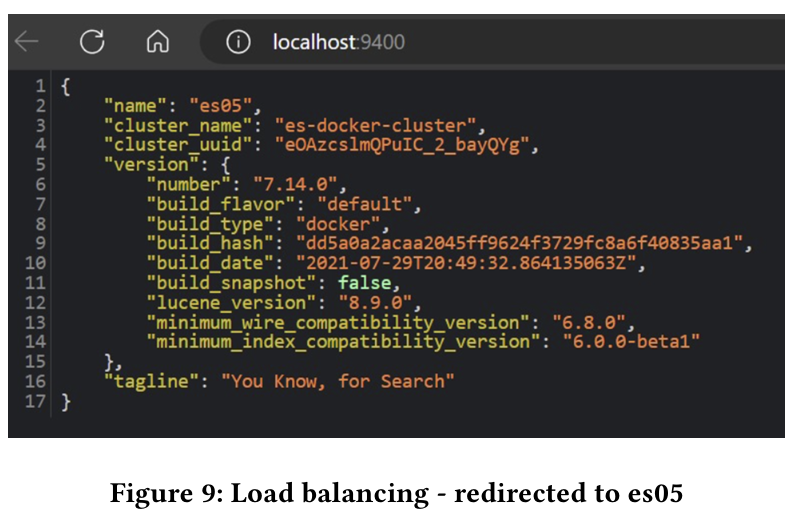 localhost:9400
1 {
2 "name": "es05",
3 "cluster_name": "es-docker-cluster",
4 "cluster_uuid": "eOAzcslmQPuIC_2_bayQYg",
5 "version": {
6 "number": "7.14.0",
7 "build_flavor": "default",
8 "build_type": "docker",
9 "build_hash": "dd5a0a2acaa2045ff9624f3729fc8a6f40835aa1",
10 "build_date": "2021-07-29T20:49:32.864135063Z",
11 "build_snapshot": false,
12 "lucene_version": "8.9.0",
13 "minimum_wire_compatibility_version": "6.8.0",
14 "minimum_index_compatibility_version": "6.0.0-beta1"
15 },
16 "tagline": "You Know, for Search"
17 }
Figure 9: Load balancing - redirected to es05